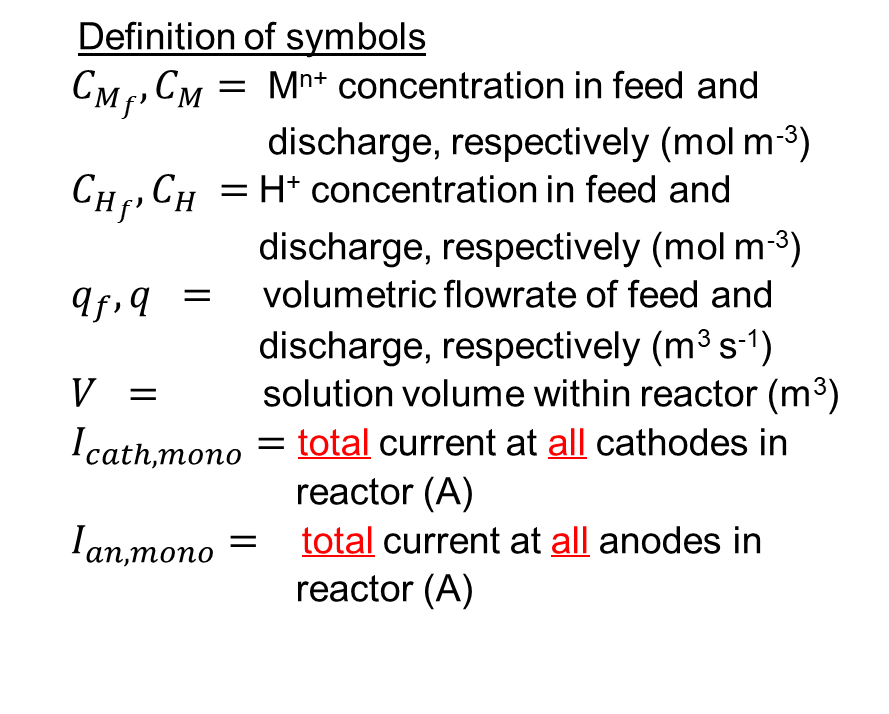 Definition of symbols
C_{M_f}, C_M = Mⁿ⁺ concentration in feed and
discharge, respectively (mol m⁻³)
C_{H_f}, C_H = H⁺ concentration in feed and
discharge, respectively (mol m⁻³)
q_f, q = volumetric flowrate of feed and
discharge, respectively (m³ s⁻¹)
V = solution volume within reactor (m³)
I_{cath,mono} = total current at all cathodes in
reactor (A)
I_{an,mono} = total current at all anodes in
reactor (A)